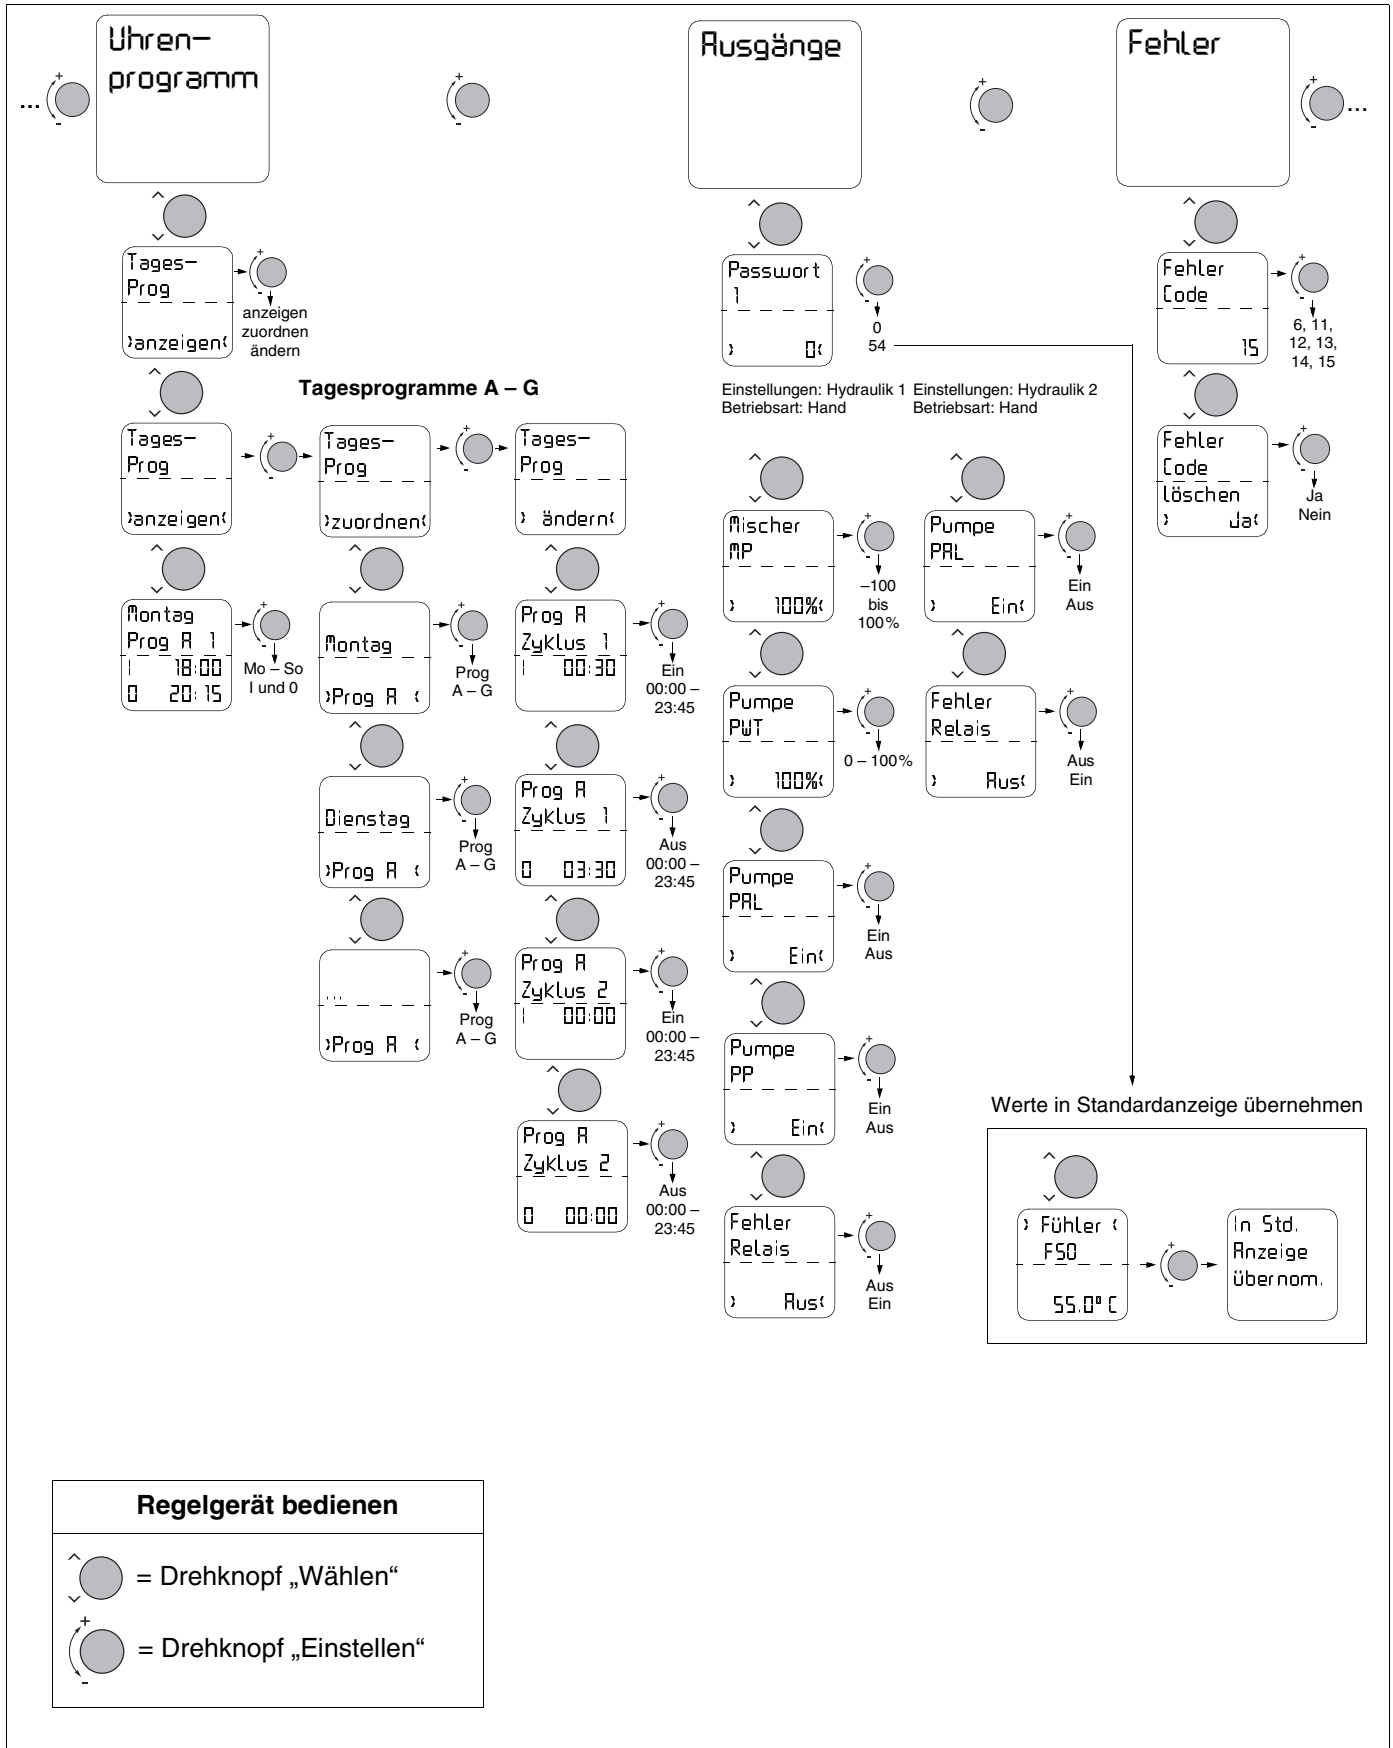 Uhren–
programm
Ausgänge
Fehler
+
...
-
+
-
+
-
+
...
-
Tages–
Prog
>anzeigen<
+
-
anzeigen
zuordnen
ändern
Passwort
1
> 0<
+
-
0
54
Fehler
Code
15
+
-
6, 11,
12, 13,
14, 15
Tagesprogramme A – G
Einstellungen: Hydraulik 1
Betriebsart: Hand
Einstellungen: Hydraulik 2
Betriebsart: Hand
Tages–
Prog
>anzeigen<
+
-
Tages–
Prog
>zuordnen<
+
-
Tages–
Prog
> ändern<
Fehler
Code
löschen
> Ja<
+
-
Ja
Nein
Montag
Prog A 1
I 18:00
0 20:15
+
-
Mo – So
I und 0
Montag
>Prog A <
+
-
Prog
A – G
Dienstag
>Prog A <
+
-
Prog
A – G
...
>Prog A <
+
-
Prog
A – G
Prog A
Zyklus 1
I 00:30
+
-
Ein
00:00 –
23:45
Prog A
Zyklus 1
0 03:30
+
-
Aus
00:00 –
23:45
Prog A
Zyklus 2
I 00:00
+
-
Ein
00:00 –
23:45
Prog A
Zyklus 2
0 00:00
+
-
Aus
00:00 –
23:45
Mischer
MP
> 100%<
+
-
–100
bis
100%
Pumpe
PWT
> 100%<
+
-
0 – 100%
Pumpe
PAL
> Ein<
+
-
Ein
Aus
Pumpe
PP
> Ein<
+
-
Ein
Aus
Fehler
Relais
> Aus<
+
-
Aus
Ein
Pumpe
PAL
> Ein<
+
-
Ein
Aus
Fehler
Relais
> Aus<
+
-
Aus
Ein
Werte in Standardanzeige übernehmen
> Fühler <
FSO
55.0°C
+
-
In Std.
Anzeige
übernom.
Regelgerät bedienen
= Drehknopf „Wählen“
+
-
= Drehknopf „Einstellen“